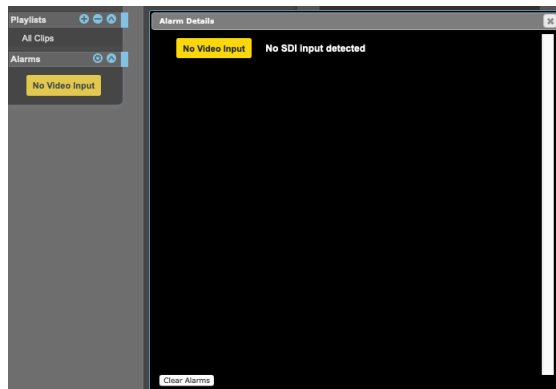 Playlists
All Clips
Alarms
No Video Input
Alarm Details
No Video Input No SDI input detected
Clear Alarms